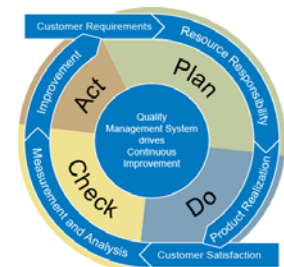 Customer Requirements
Resource Responsibility
Improvement
Act
Plan
Quality
Management System
drives
Continuous
Improvement
Check
Do
Measurement and Analysis
Product Realization
Customer Satisfaction